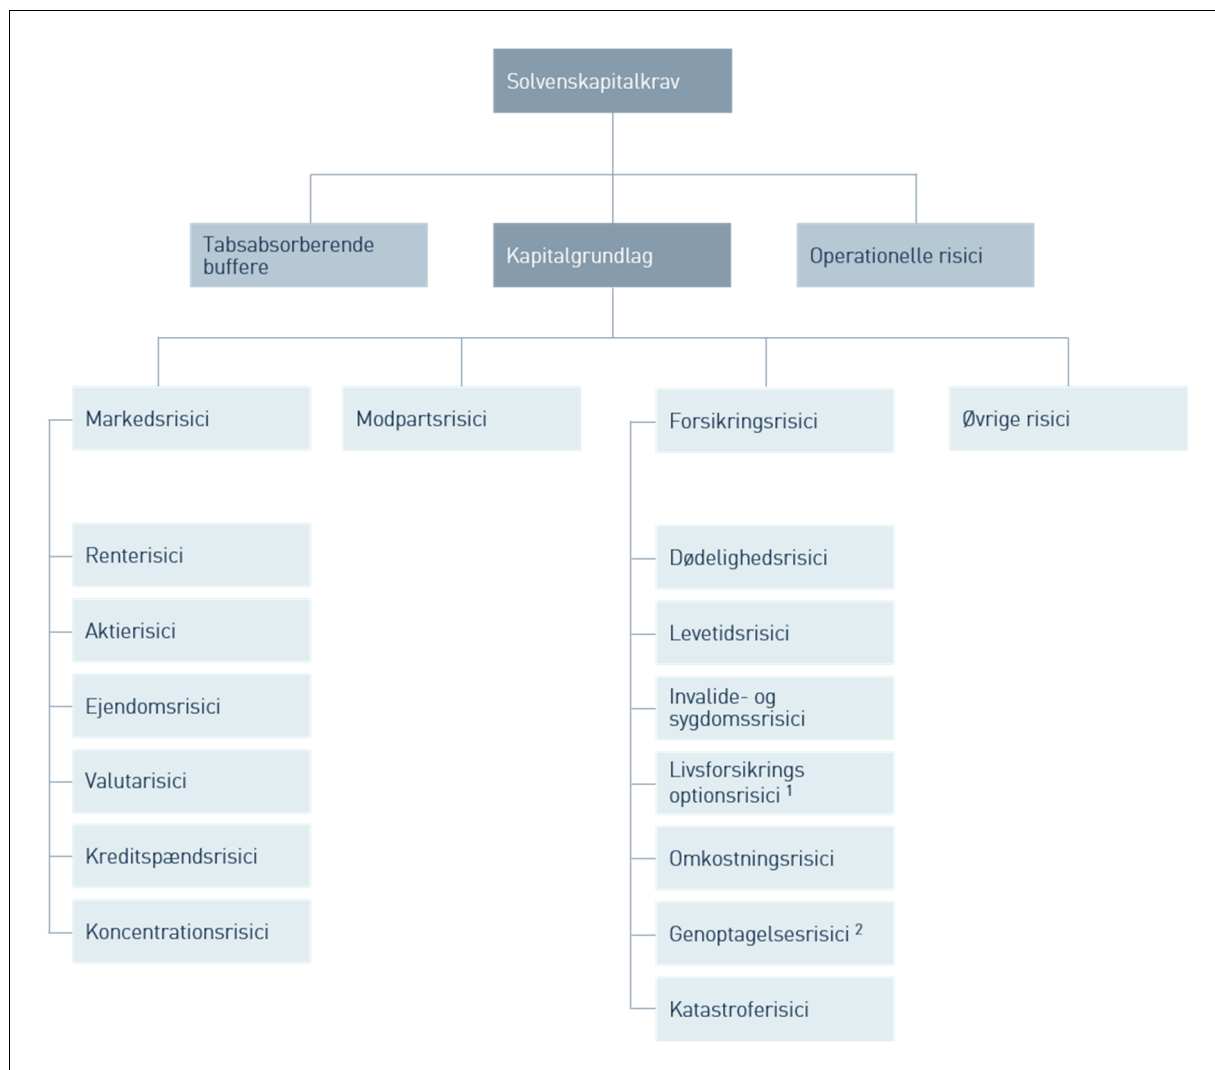 Solvenskapitalkrav
Tabsabsorberende
buffere
Kapitalgrundlag
Operationelle risici
Markedsrisici
Modpartsrisici
Forsikringsrisici
Øvrige risici
Renterisici
Aktierisici
Ejendomsrisici
Valutarisici
Kreditspændsrisici
Koncentrationsrisici
Dødelighedsrisici
Levetidsrisici
Invalide- og
sygdomssrisici
Livsforsikrings
optionsrisici 1
Omkostningsrisici
Genoptagelsesrisici 2
Katastroferisici